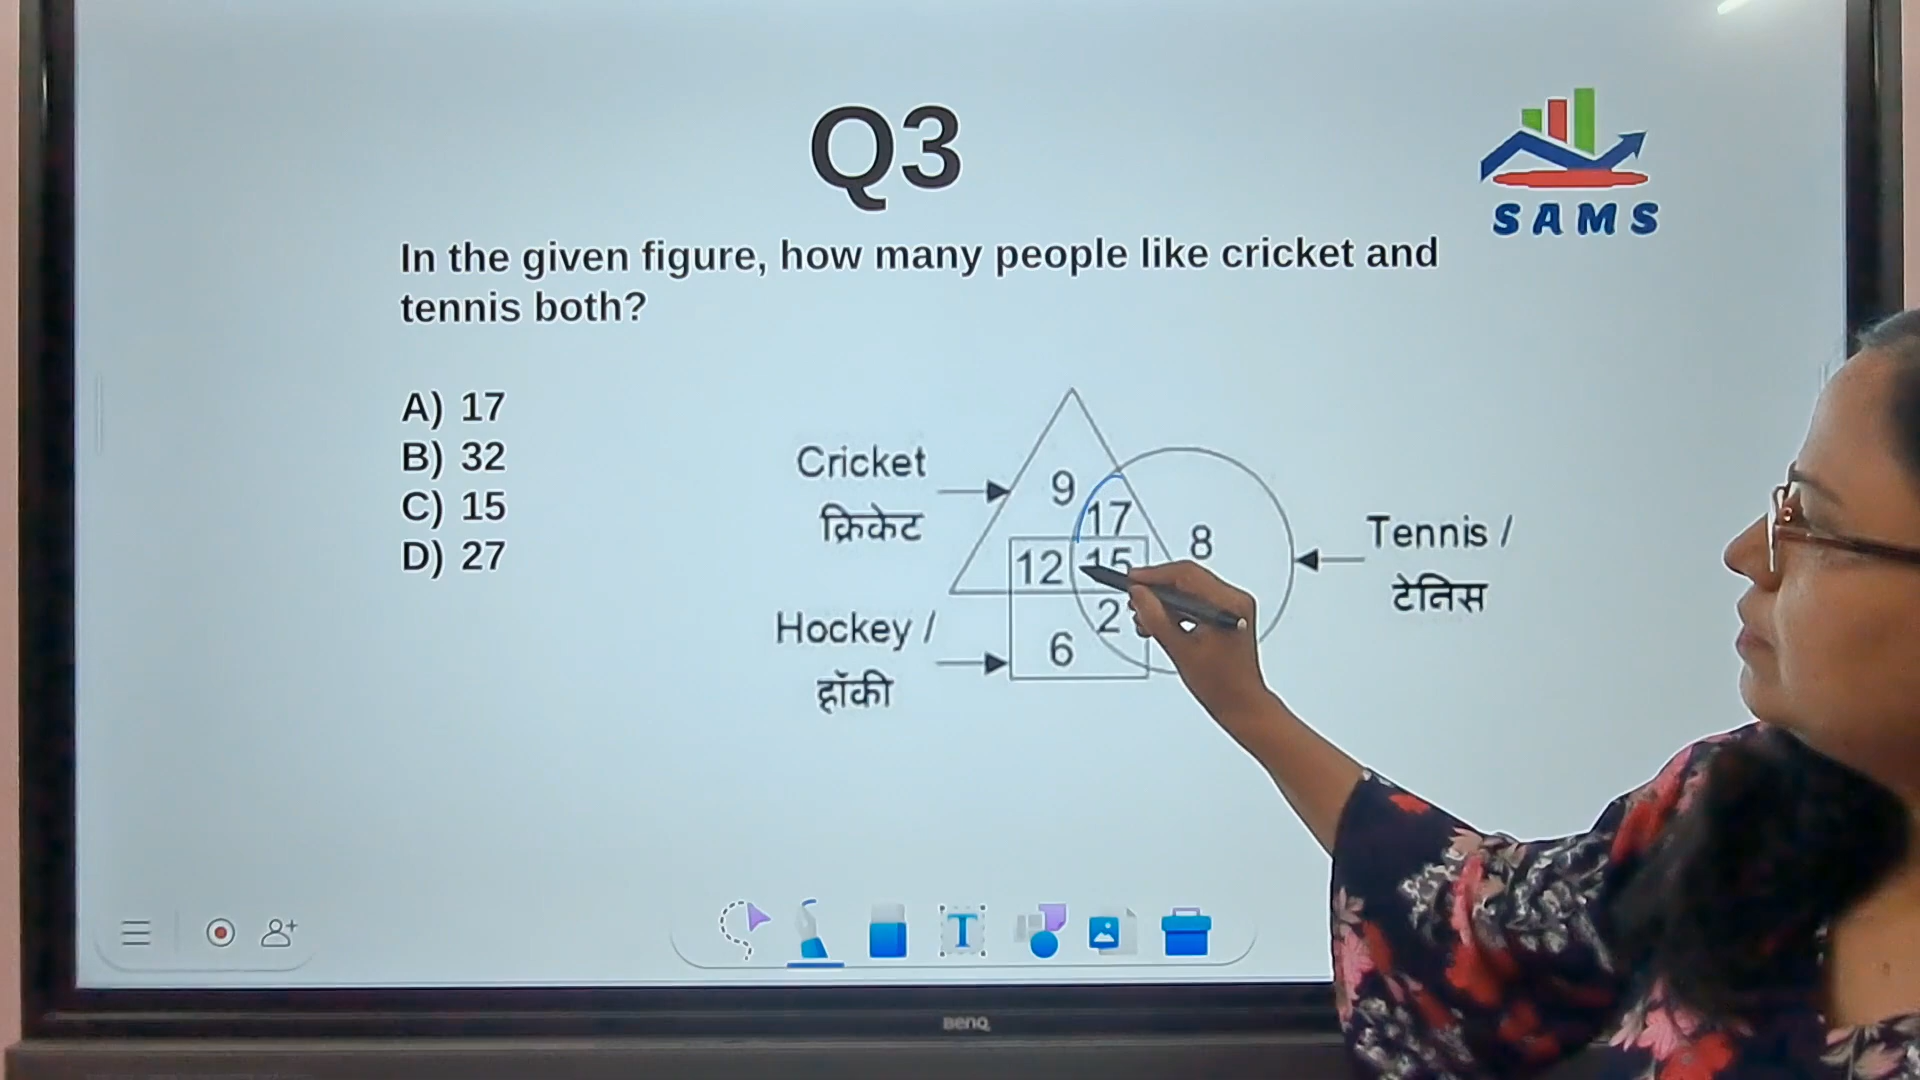 Q3
SAMS
In the given figure, how many people like cricket and
tennis both?
A) 17
B) 32
C) 15
D) 27
Cricket
क्रिकेट
9
17
8
Tennis /
टेनिस
12
15
Hockey /
हॉकी
2
6
T
BenQ